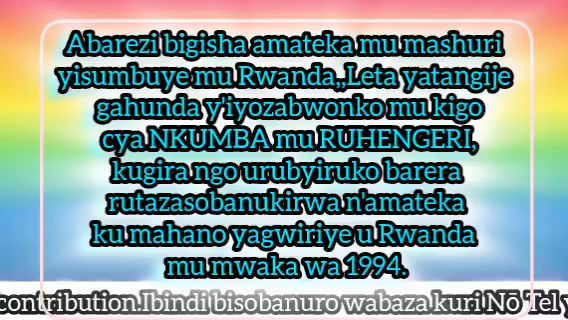 Abarezi bigisha amateka mu mashuri
yisumbuye mu Rwanda,,Leta yatangije
gahunda y'iyozabwonko mu kigo
cya NKUMBA mu RUHENGERI,
kugira ngo urubyiruko barera
rutazasobanukirwa n'amateka
ku mahano yagwiriye u Rwanda
mu mwaka wa 1994.
contribution.Ibindi bisobanuro wabaza kuri Nō Tel y